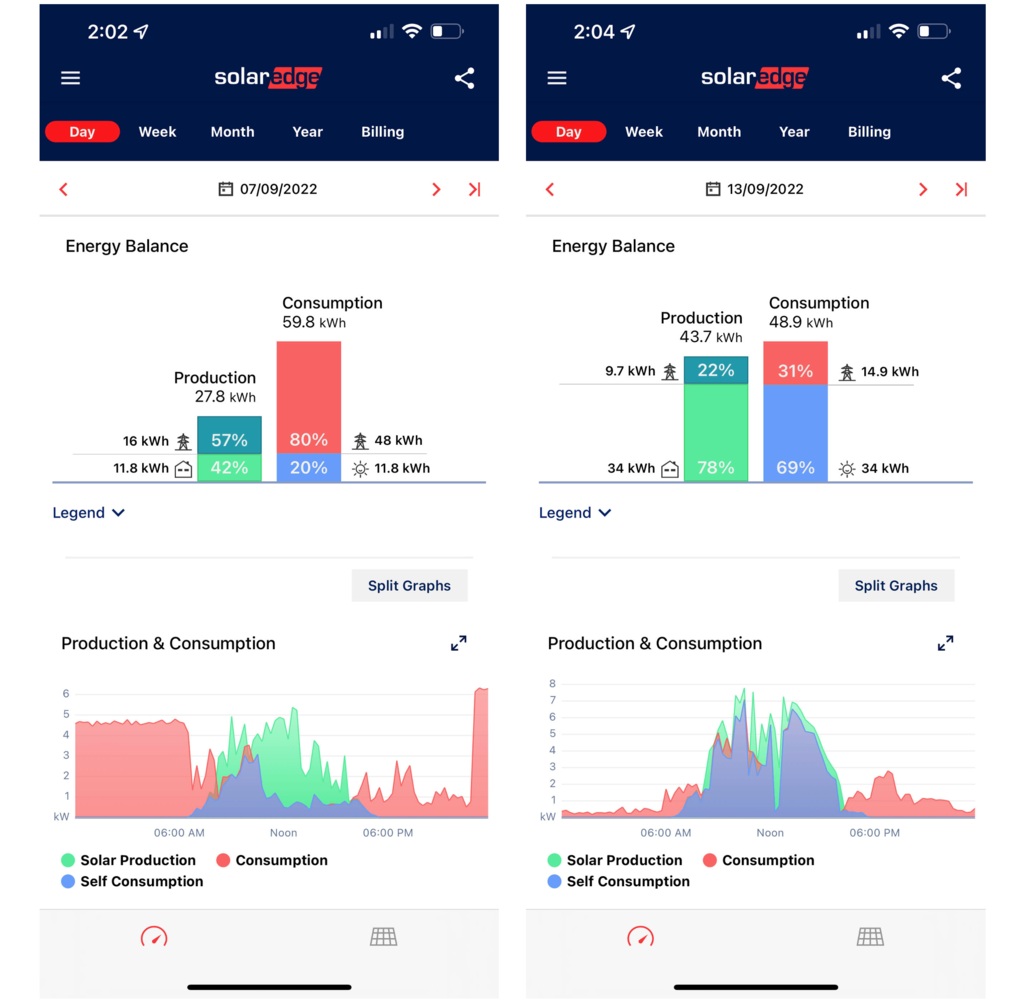 2:02
solaredge
Day Week Month Year Billing
07/09/2022
Energy Balance
Consumption
59.8 kWh
Production
27.8 kWh
16 kWh 57% 80% 48 kWh
11.8 kWh 42% 20% 11.8 kWh
Legend
Split Graphs
Production & Consumption
6
5
4
3
2
1
kW
06:00 AM Noon 06:00 PM
Solar Production Consumption
Self Consumption
2:04
solaredge
Day Week Month Year Billing
13/09/2022
Energy Balance
Consumption
48.9 kWh
Production
43.7 kWh
9.7 kWh 22% 31% 14.9 kWh
34 kWh 78% 69% 34 kWh
Legend
Split Graphs
Production & Consumption
8
7
6
5
4
3
2
1
kW
06:00 AM Noon 06:00 PM
Solar Production Consumption
Self Consumption